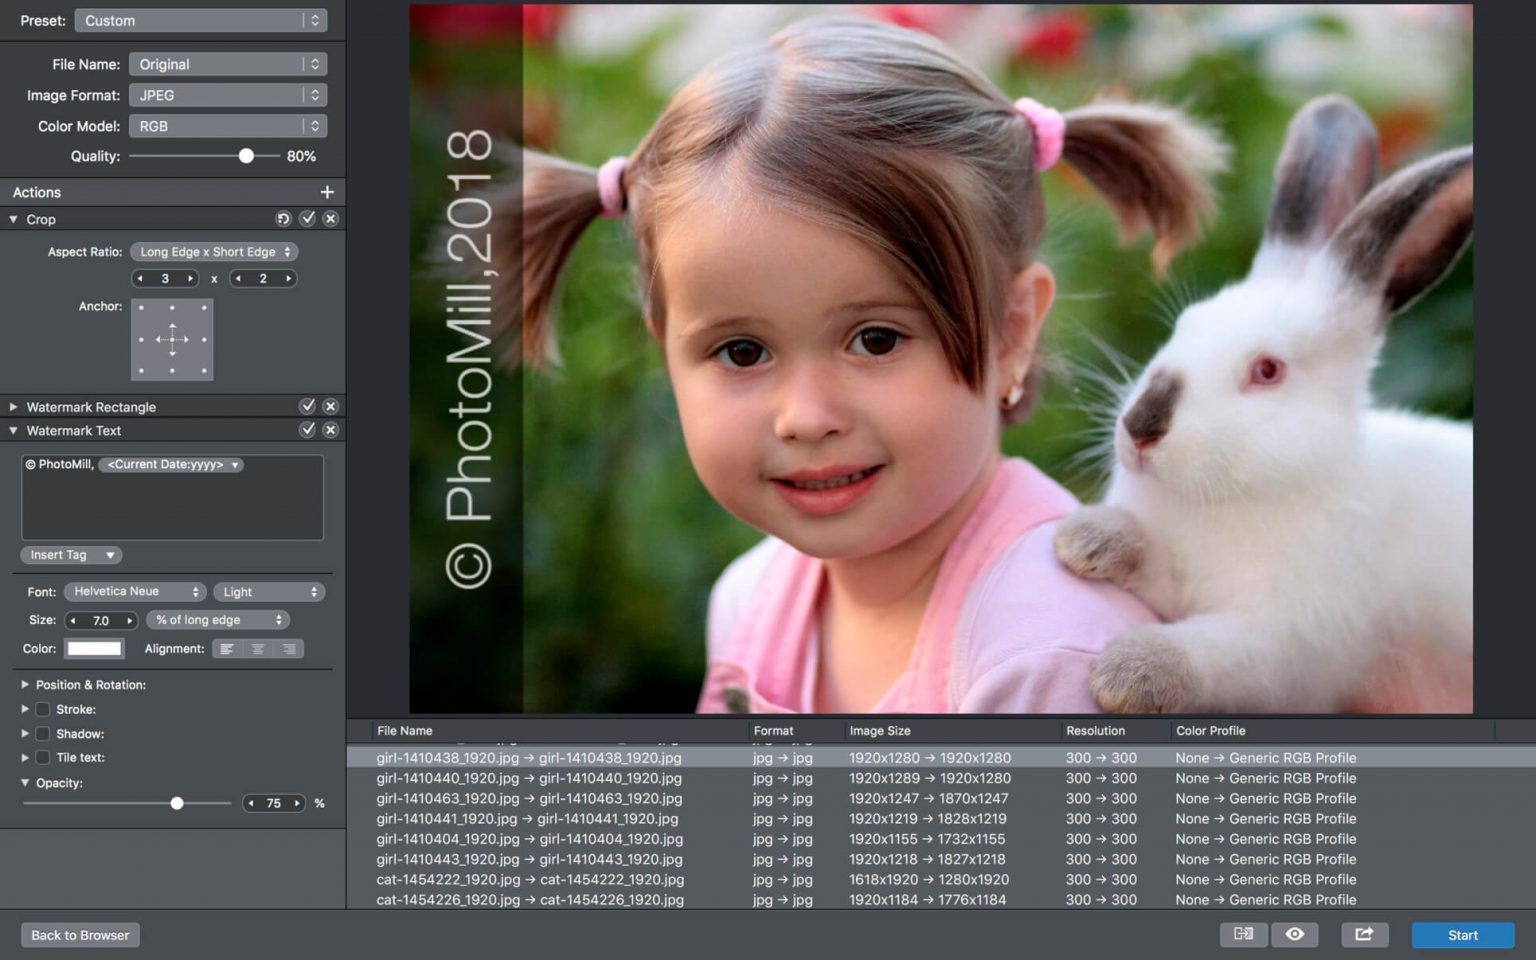 Preset: Custom
File Name: Original
Image Format: JPEG
Color Model: RGB
Quality: 80%
Actions
Crop
Aspect Ratio: Long Edge x Short Edge
3 x 2
Anchor:
Watermark Rectangle
Watermark Text
© PhotoMill, <Current Date:yyyy>
Insert Tag
Font: Helvetica Neue Light
Size: 7.0 % of long edge
Color: Alignment:
Position & Rotation:
Stroke:
Shadow:
Tile text:
Opacity:
75 %
© PhotoMill,2018
File Name Format Image Size Resolution Color Profile
girl-1410438_1920.jpg → girl-1410438_1920.jpg jpg → jpg 1920x1280 → 1920x1280 300 → 300 None → Generic RGB Profile
girl-1410440_1920.jpg → girl-1410440_1920.jpg jpg → jpg 1920x1289 → 1920x1280 300 → 300 None → Generic RGB Profile
girl-1410463_1920.jpg → girl-1410463_1920.jpg jpg → jpg 1920x1247 → 1870x1247 300 → 300 None → Generic RGB Profile
girl-1410441_1920.jpg → girl-1410441_1920.jpg jpg → jpg 1920x1219 → 1828x1219 300 → 300 None → Generic RGB Profile
girl-1410404_1920.jpg → girl-1410404_1920.jpg jpg → jpg 1920x1155 → 1732x1155 300 → 300 None → Generic RGB Profile
girl-1410443_1920.jpg → girl-1410443_1920.jpg jpg → jpg 1920x1218 → 1827x1218 300 → 300 None → Generic RGB Profile
cat-1454222_1920.jpg → cat-1454222_1920.jpg jpg → jpg 1618x1920 → 1280x1920 300 → 300 None → Generic RGB Profile
cat-1454226_1920.jpg → cat-1454226_1920.jpg jpg → jpg 1920x1184 → 1776x1184 300 → 300 None → Generic RGB Profile
Back to Browser
Start